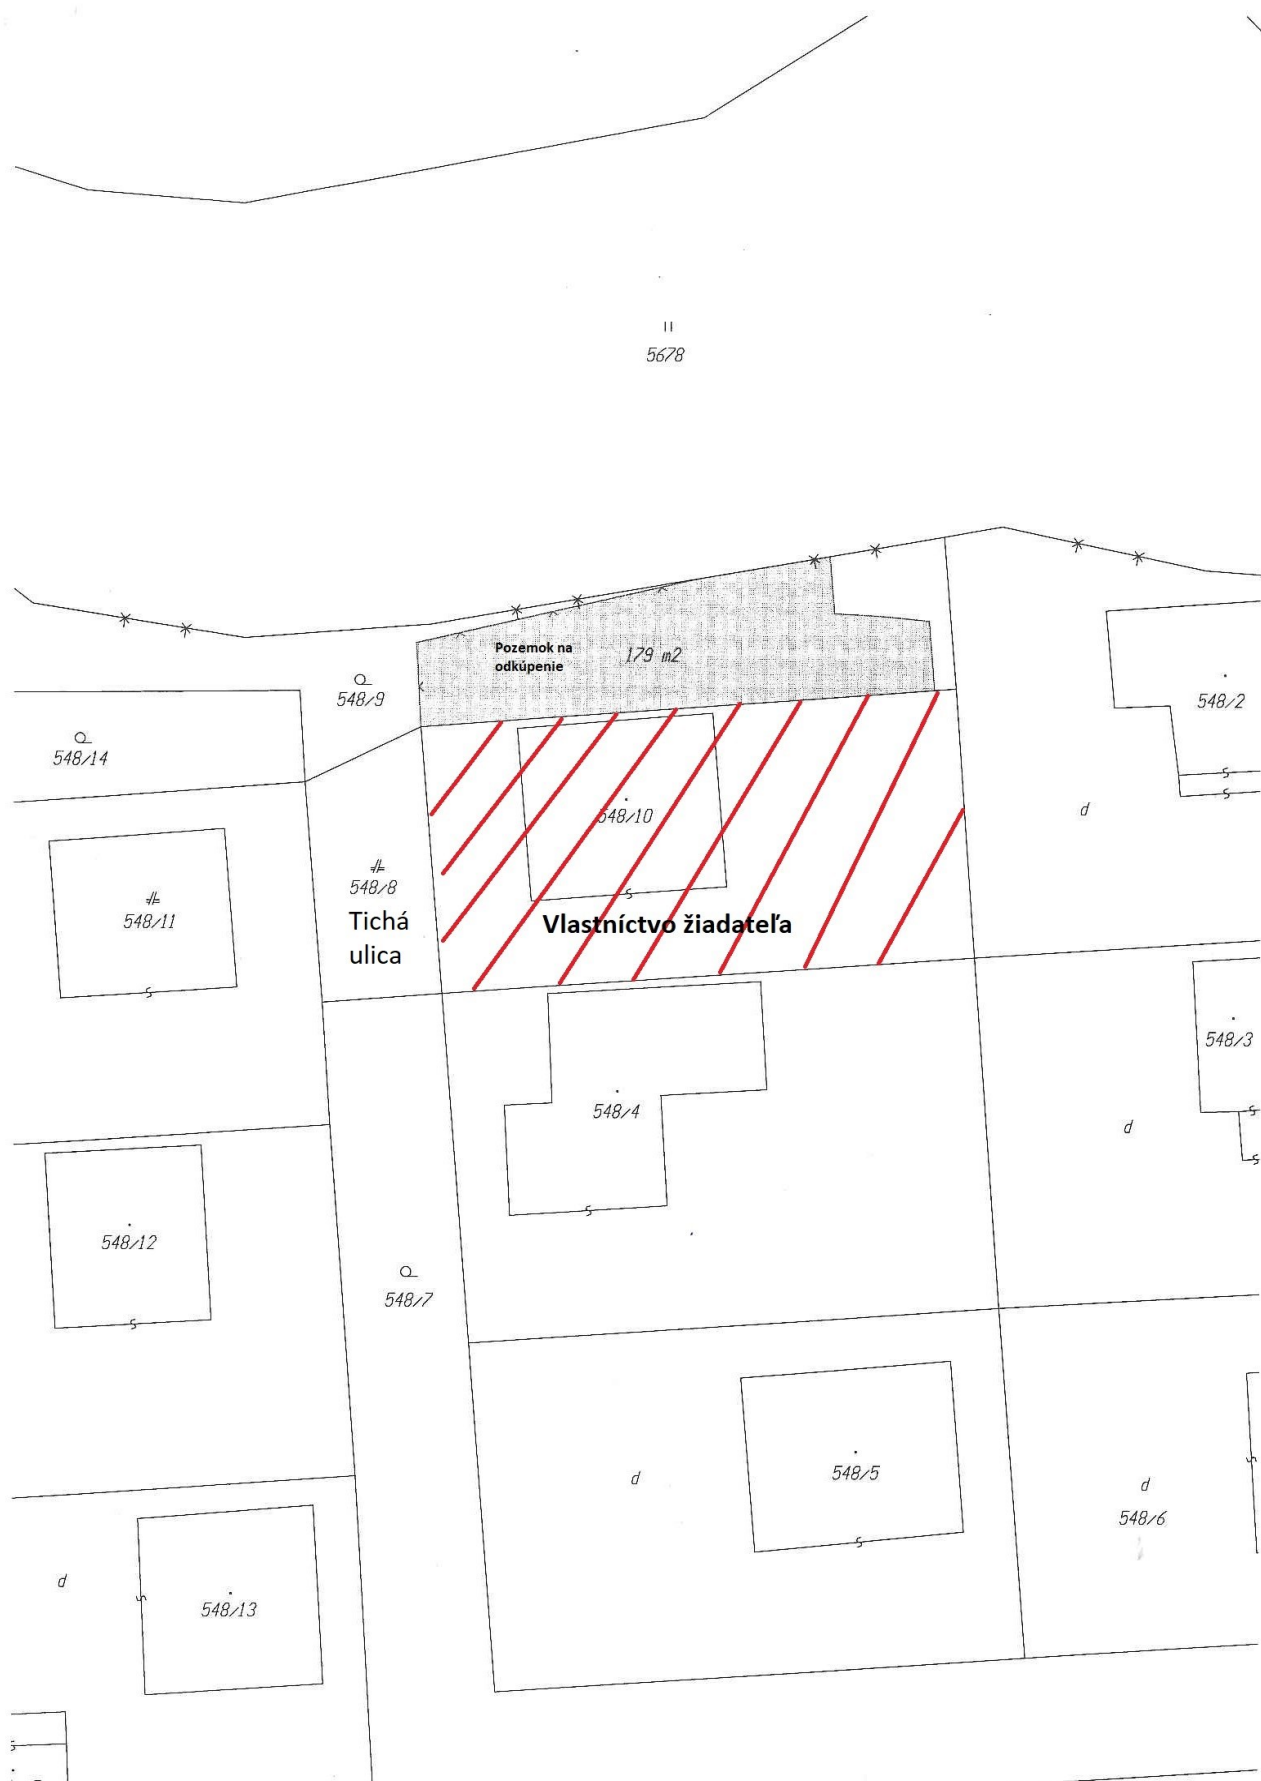 5678
Pozemok na
odkúpenie
179 m2
548/9
548/2
548/14
548/10
d
548/8
548/11
Tichá
ulica
Vlastníctvo žiadateľa
548/3
548/4
d
548/12
548/7
548/5
d
d
548/6
d
548/13